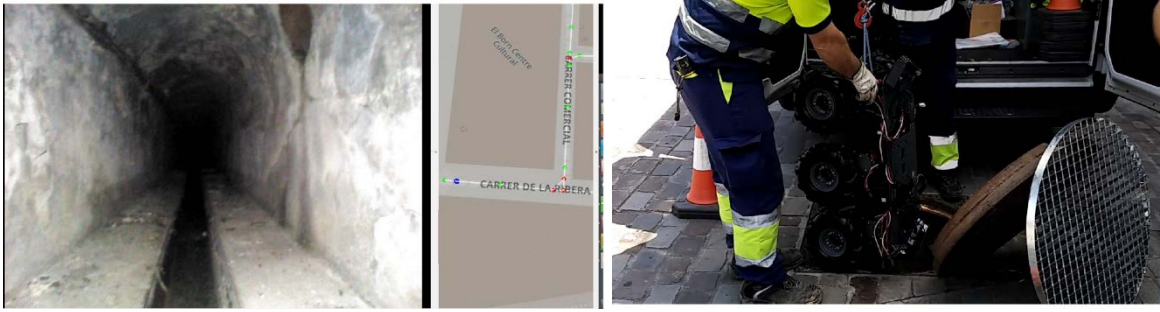 El Born Centre
Cultural
CARRER COMERCIAL
CARRER DE LA RIBERA